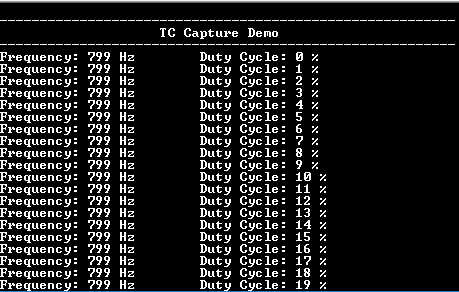 TC Capture Demo
Frequency: 799 Hz Duty Cycle: 0 %
Frequency: 799 Hz Duty Cycle: 1 %
Frequency: 799 Hz Duty Cycle: 2 %
Frequency: 799 Hz Duty Cycle: 3 %
Frequency: 799 Hz Duty Cycle: 4 %
Frequency: 799 Hz Duty Cycle: 5 %
Frequency: 799 Hz Duty Cycle: 6 %
Frequency: 799 Hz Duty Cycle: 7 %
Frequency: 799 Hz Duty Cycle: 8 %
Frequency: 799 Hz Duty Cycle: 9 %
Frequency: 799 Hz Duty Cycle: 10 %
Frequency: 799 Hz Duty Cycle: 11 %
Frequency: 799 Hz Duty Cycle: 12 %
Frequency: 799 Hz Duty Cycle: 13 %
Frequency: 799 Hz Duty Cycle: 14 %
Frequency: 799 Hz Duty Cycle: 15 %
Frequency: 799 Hz Duty Cycle: 16 %
Frequency: 799 Hz Duty Cycle: 17 %
Frequency: 799 Hz Duty Cycle: 18 %
Frequency: 799 Hz Duty Cycle: 19 %